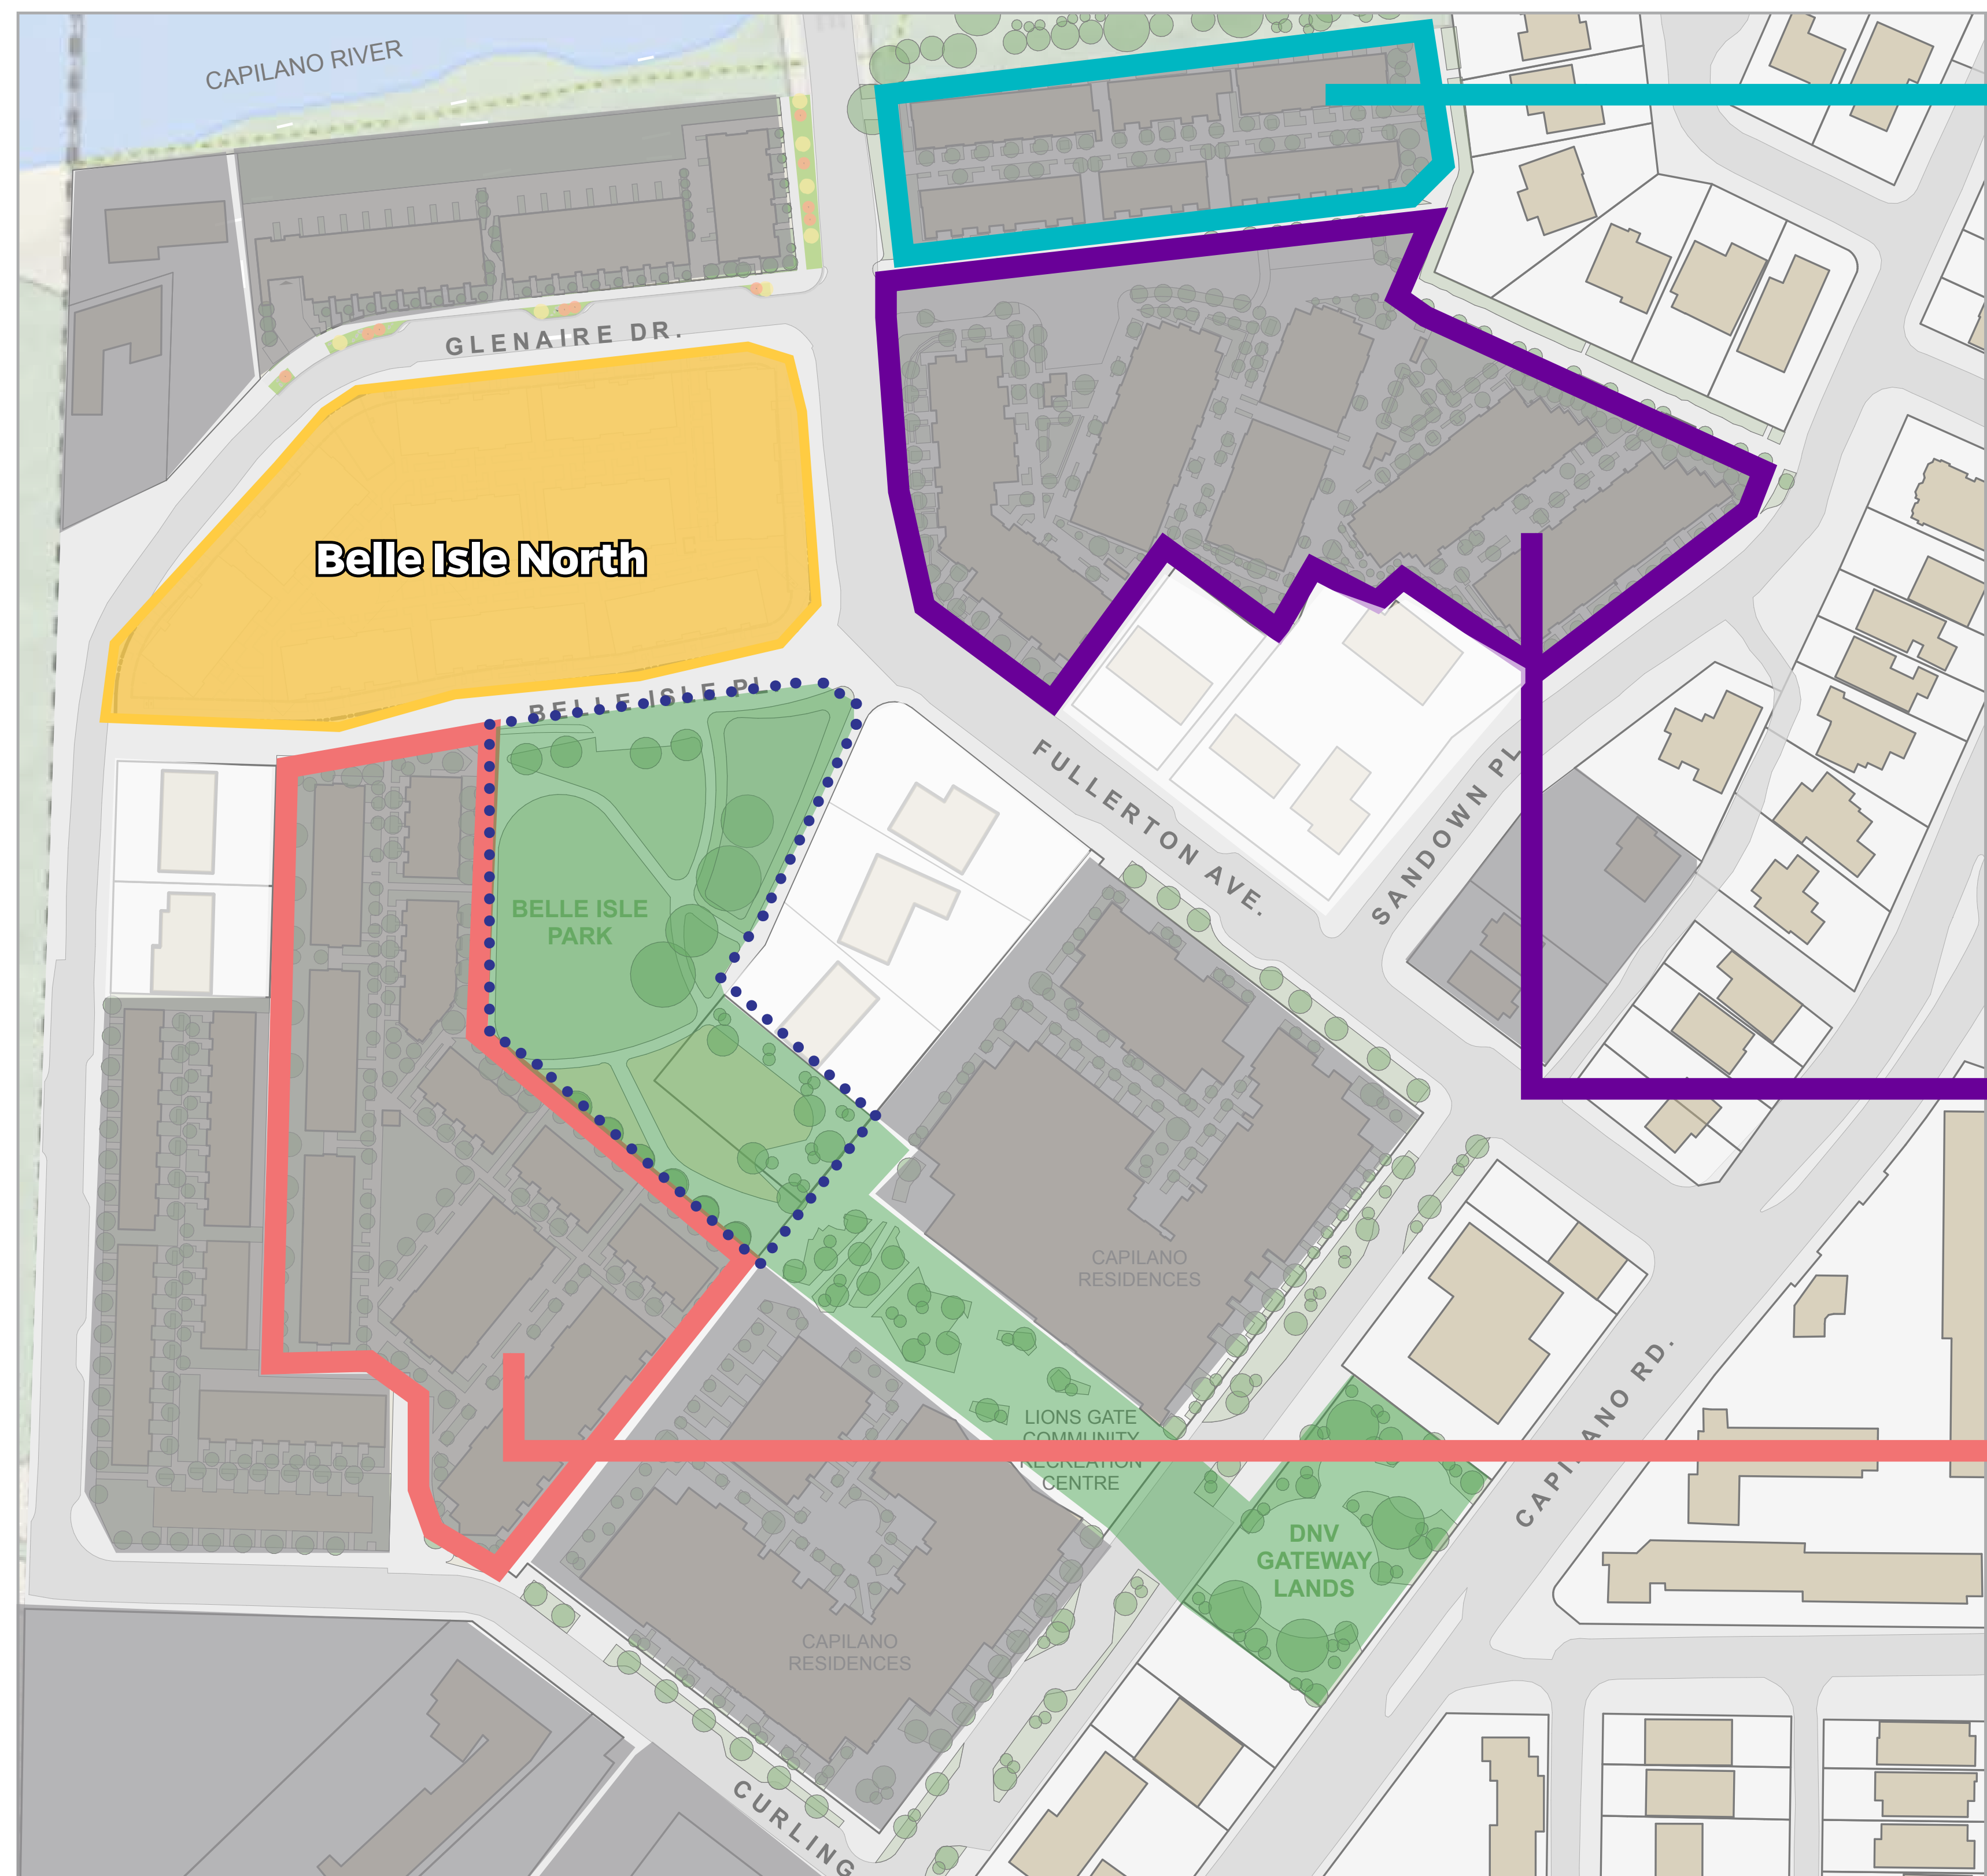 CAPILANO RIVER
GLENAIRE DR.
Belle Isle North
BELLE ISLE PL
FULLERTON AVE.
SANDOWN PL
BELLE ISLE
PARK
CAPILANO
RESIDENCES
LIONS GATE
COMMUNITY
RECREATION
CENTRE
CAPILANO RD.
DNV
GATEWAY
LANDS
CAPILANO
RESIDENCES
CURLING